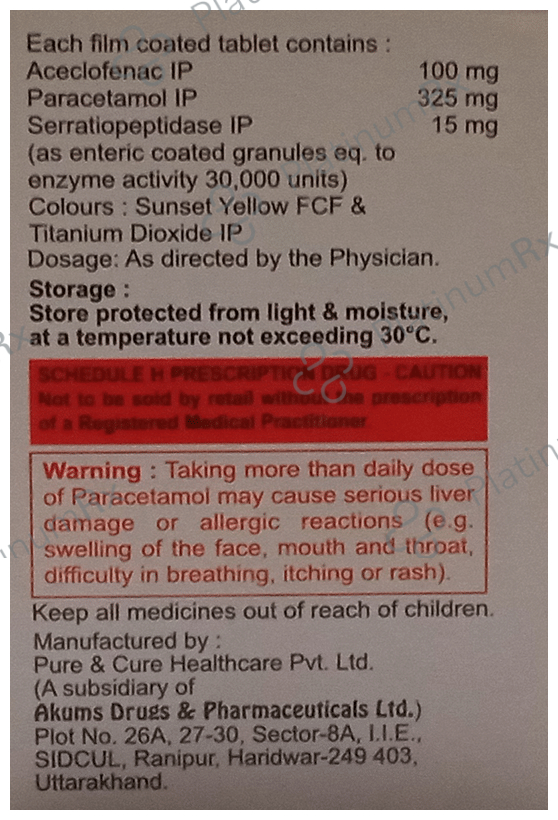 Each film coated tablet contains :
Aceclofenac IP 100 mg
Paracetamol IP 325 mg
Serratiopeptidase IP 15 mg
(as enteric coated granules eq. to
enzyme activity 30,000 units)
Colours : Sunset Yellow FCF &
Titanium Dioxide IP
Dosage: As directed by the Physician.
Storage :
Store protected from light & moisture,
at a temperature not exceeding 30°C.
SCHEDULE H PRESCRIPTION DRUG - CAUTION
Not to be sold by retail without the prescription
of a Registered Medical Practitioner.
Warning : Taking more than daily dose
of Paracetamol may cause serious liver
damage or allergic reactions (e.g.
swelling of the face, mouth and throat,
difficulty in breathing, itching or rash).
Keep all medicines out of reach of children.
Manufactured by :
Pure & Cure Healthcare Pvt. Ltd.
(A subsidiary of
Akums Drugs & Pharmaceuticals Ltd.)
Plot No. 26A, 27-30, Sector-8A, I.I.E.,
SIDCUL, Ranipur, Haridwar-249 403,
Uttarakhand.
PlatinumRx